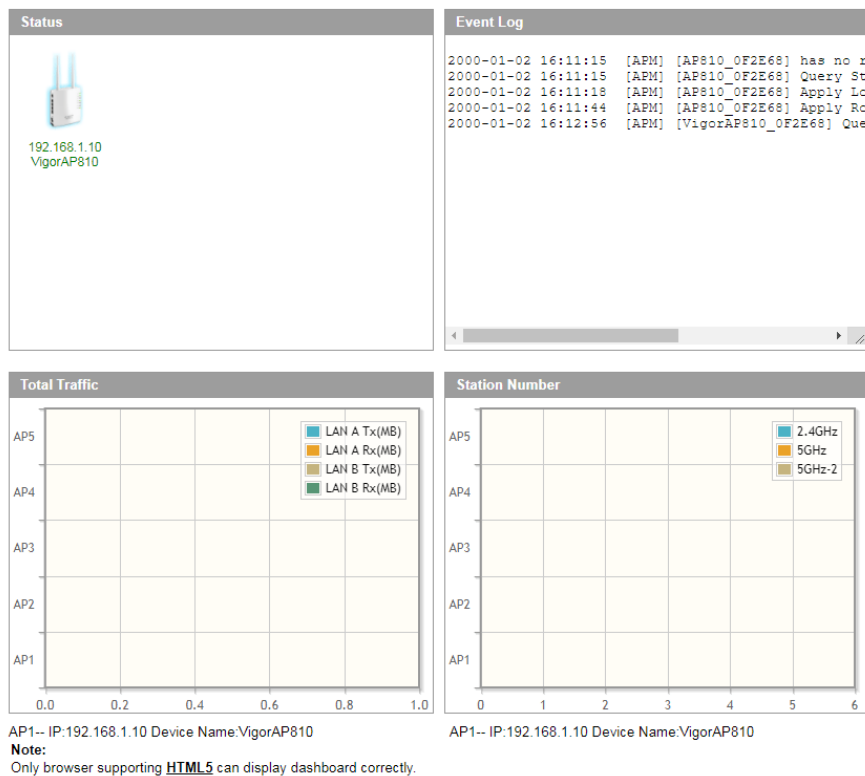 Status
192.168.1.10
VigorAP810
Event Log
2000-01-02 16:11:15 [APM] [AP810_0F2E68] has no r
2000-01-02 16:11:15 [APM] [AP810_0F2E68] Query St
2000-01-02 16:11:18 [APM] [AP810_0F2E68] Apply Lo
2000-01-02 16:11:44 [APM] [AP810_0F2E68] Apply Ro
2000-01-02 16:12:56 [APM] [VigorAP810_0F2E68] Que
Total Traffic
LAN A Tx(MB)
LAN A Rx(MB)
LAN B Tx(MB)
LAN B Rx(MB)
AP5
AP4
AP3
AP2
AP1
0.0 0.2 0.4 0.6 0.8 1.0
AP1-- IP:192.168.1.10 Device Name:VigorAP810
Station Number
2.4GHz
5GHz
5GHz-2
AP5
AP4
AP3
AP2
AP1
0 1 2 3 4 5 6
AP1-- IP:192.168.1.10 Device Name:VigorAP810
Note:
Only browser supporting HTML5 can display dashboard correctly.